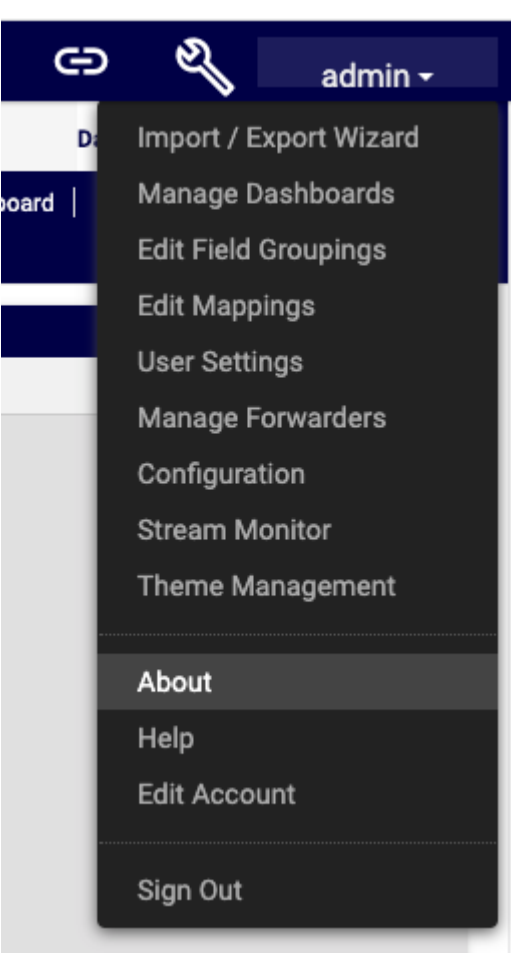 admin
Import / Export Wizard
Manage Dashboards
Edit Field Groupings
Edit Mappings
User Settings
Manage Forwarders
Configuration
Stream Monitor
Theme Management
About
Help
Edit Account
Sign Out